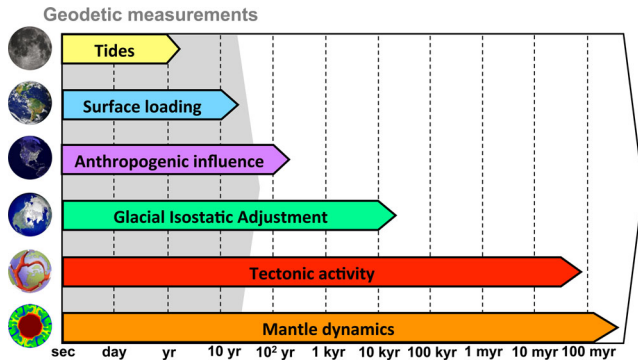 Geodetic measurements
Tides
Surface loading
Anthropogenic influence
Glacial Isostatic Adjustment
Tectonic activity
Mantle dynamics
sec day yr 10 yr 10² yr 1 kyr 10 kyr 100 kyr 1 myr 10 myr 100 myr